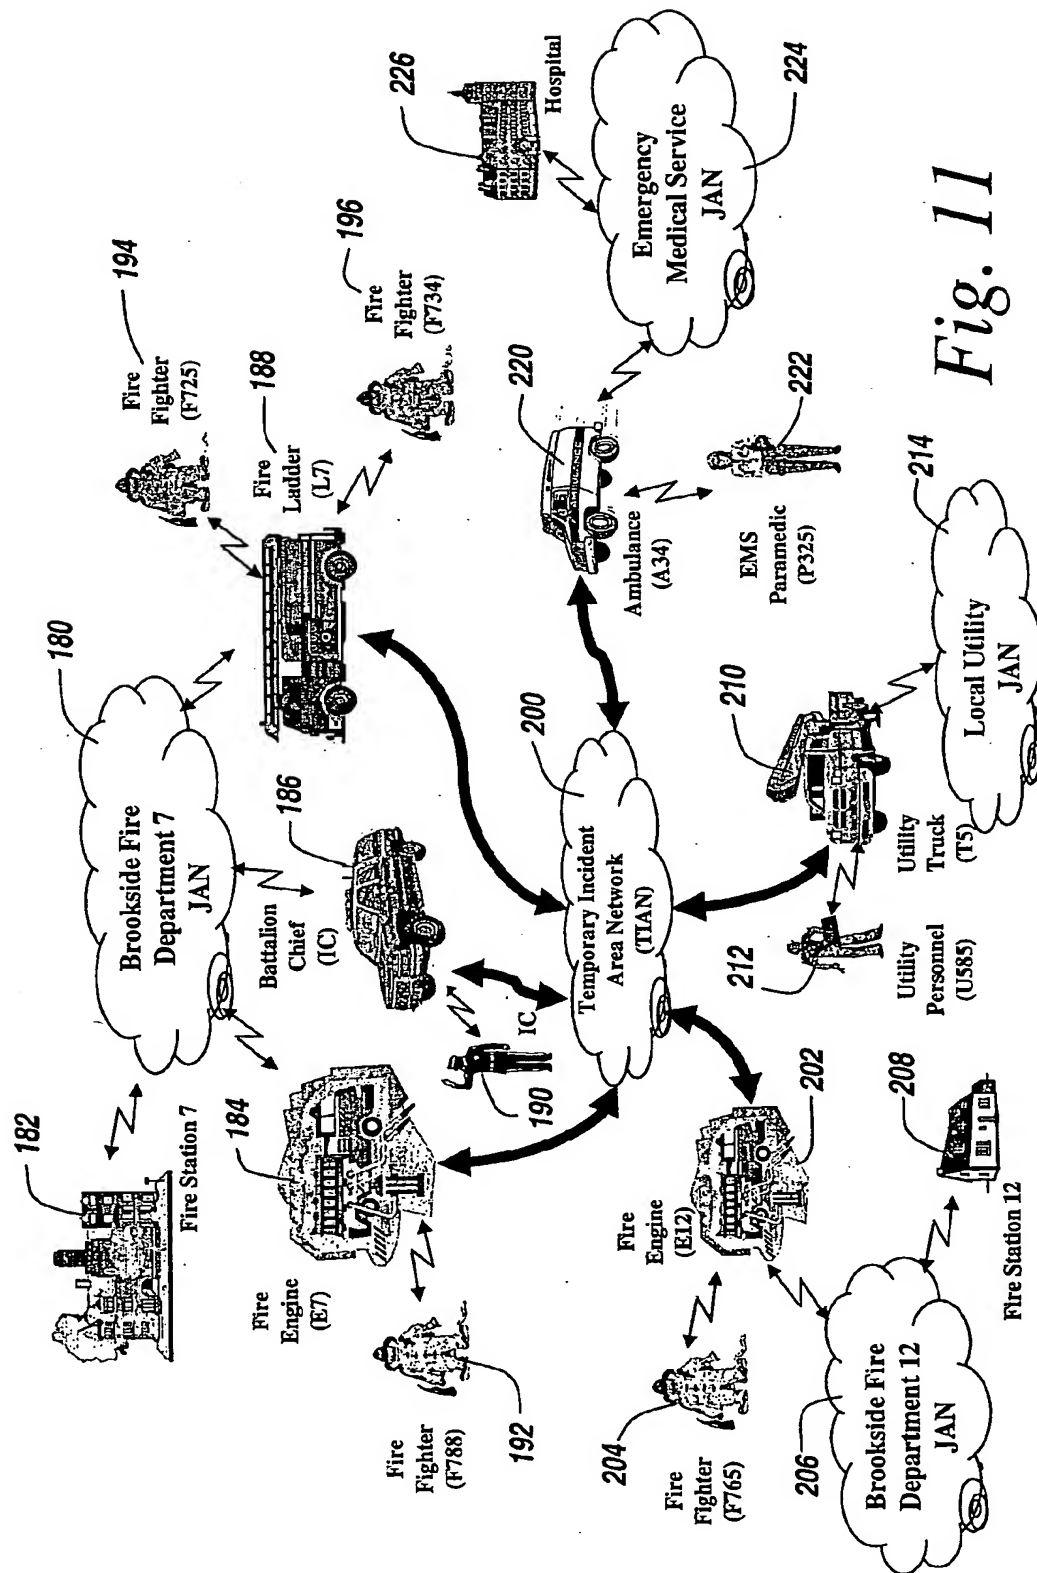 182
Fire Station 7
180
Brookside Fire
Department 7
JAN
194
Fire
Fighter
(F725)
184
Fire
Engine
(E7)
Battalion
Chief
(IC)
186
Fire
Ladder
(L7)
188
196
Fire
Fighter
(F734)
226
Hospital
Fire
Fighter
(F788)
192
190
IC
200
Temporary Incident
Area Network
(TIAN)
220
Ambulance
(A34)
Emergency
Medical Service
JAN
224
204
Fire
Fighter
(F765)
Fire
Engine
(E12)
202
212
Utility
Personnel
(U585)
210
Utility
Truck
(T5)
EMS
Paramedic
(P325)
222
206
Brookside Fire
Department 12
JAN
208
Fire Station 12
214
Local Utility
JAN
Fig. 11